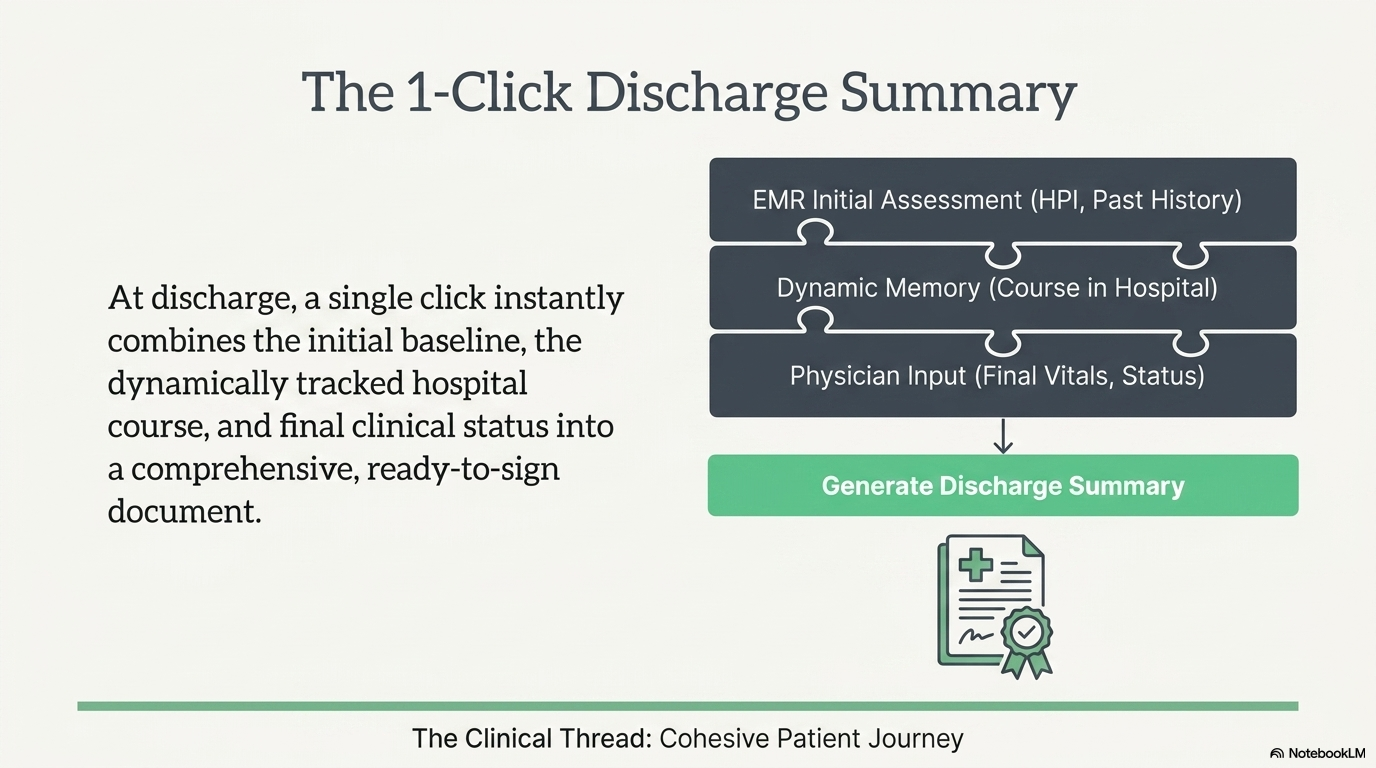 The 1-Click Discharge Summary
At discharge, a single click instantly
combines the initial baseline, the
dynamically tracked hospital
course, and final clinical status into
a comprehensive, ready-to-sign
document.
EMR Initial Assessment (HPI, Past History)
Dynamic Memory (Course in Hospital)
Physician Input (Final Vitals, Status)
Generate Discharge Summary
The Clinical Thread: Cohesive Patient Journey
NotebookLM